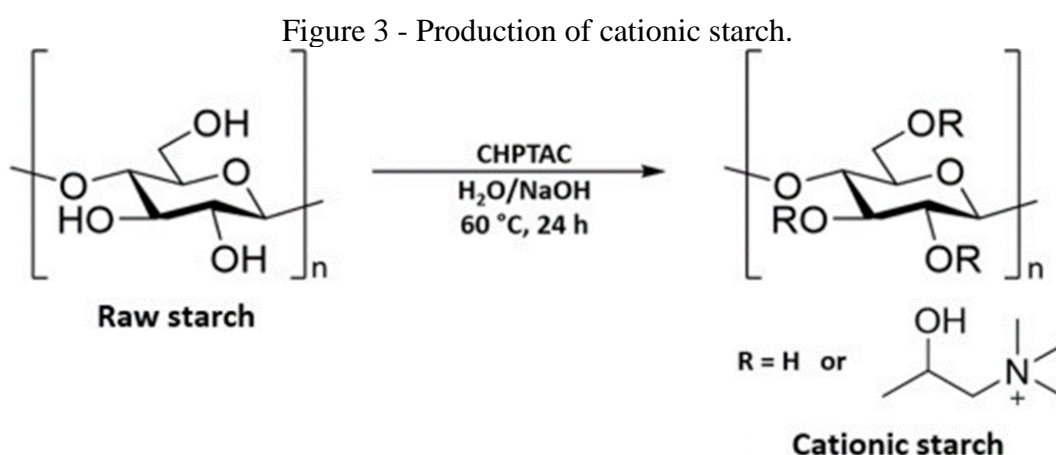 Figure 3 - Production of cationic starch.
OH
O
O
HO
OH
n
Raw starch
CHPTAC
H₂O/NaOH
60 °C, 24 h
OR
O
O
RO
OR
n
R = H or
OH
N
+
Cationic starch